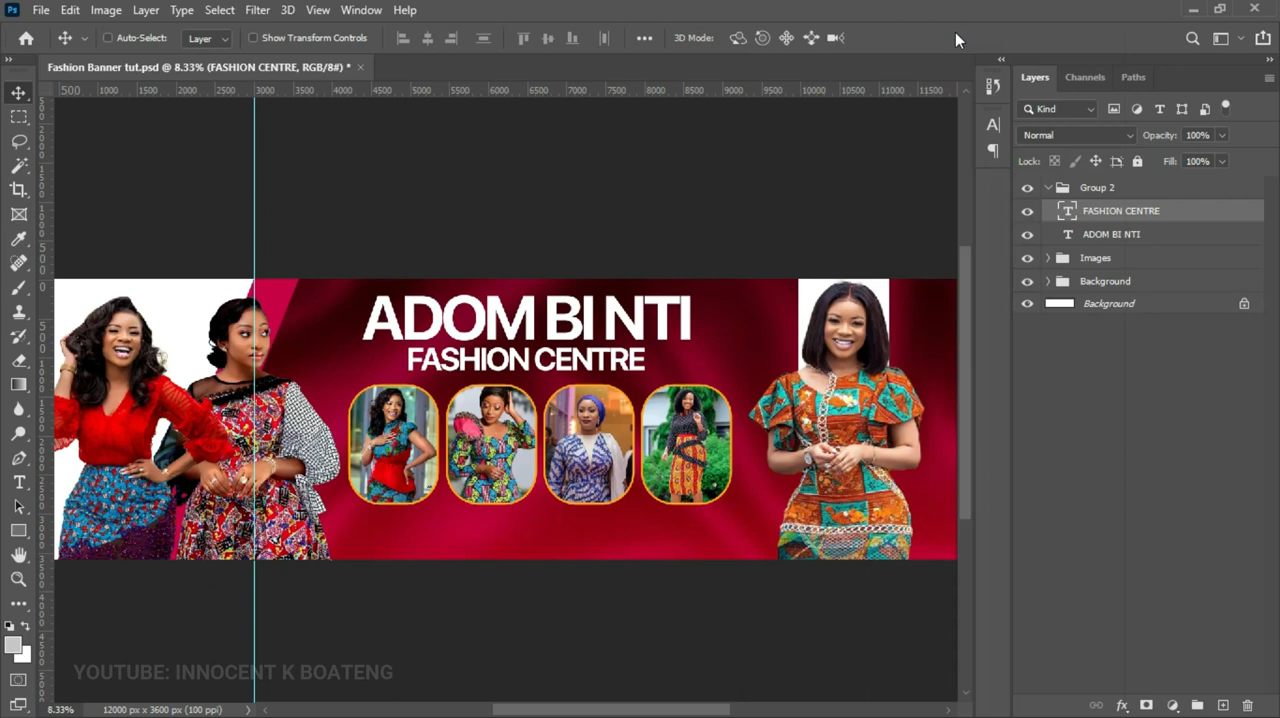 Ps File Edit Image Layer Type Select Filter 3D View Window Help
Auto-Select: Layer Show Transform Controls ••• 3D Mode:
Fashion Banner tut.psd @ 8.33% (FASHION CENTRE, RGB/8#) * ×
500 1000 1500 2000 2500 3000 3500 4000 4500 5000 5500 6000 6500 7000 7500 8000 8500 9000 9500 10000 10500 11000 11500
Layers Channels Paths
Kind
Normal Opacity: 100%
Lock: Fill: 100%
Group 2
T FASHION CENTRE
T ADOM BI NTI
Images
Background
Background
ADOM BI NTI
FASHION CENTRE
YOUTUBE: INNOCENT K BOATENG
8.33% 12000 px x 3600 px (100 ppi)
fx